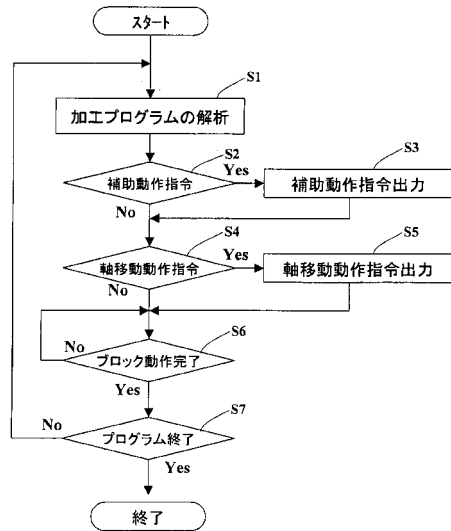 スタート
S1
加工プログラムの解析
S2
補助動作指令
Yes
S3
補助動作指令出力
No
S4
軸移動動作指令
Yes
S5
軸移動動作指令出力
No
S6
ブロック動作完了
No
Yes
S7
プログラム終了
No
Yes
終了